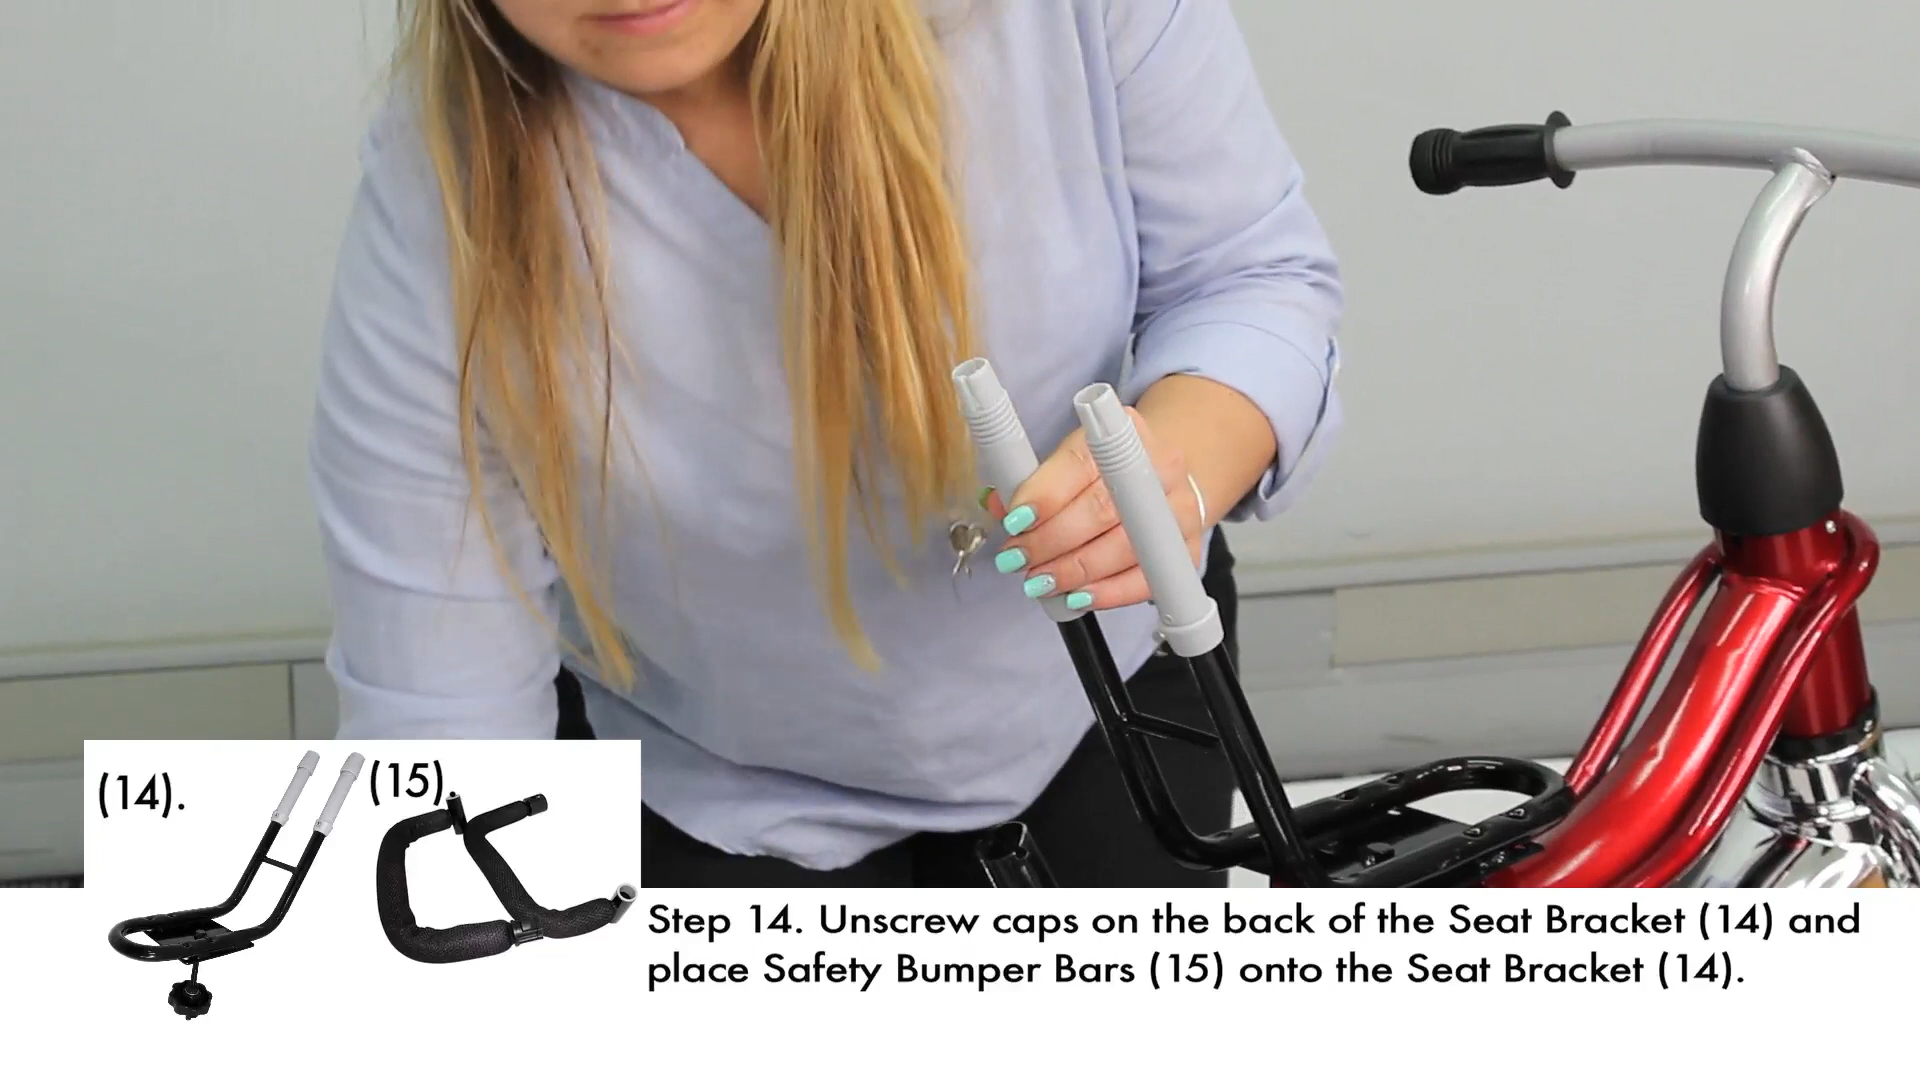 (14).
(15).
Step 14. Unscrew caps on the back of the Seat Bracket (14) and
place Safety Bumper Bars (15) onto the Seat Bracket (14).